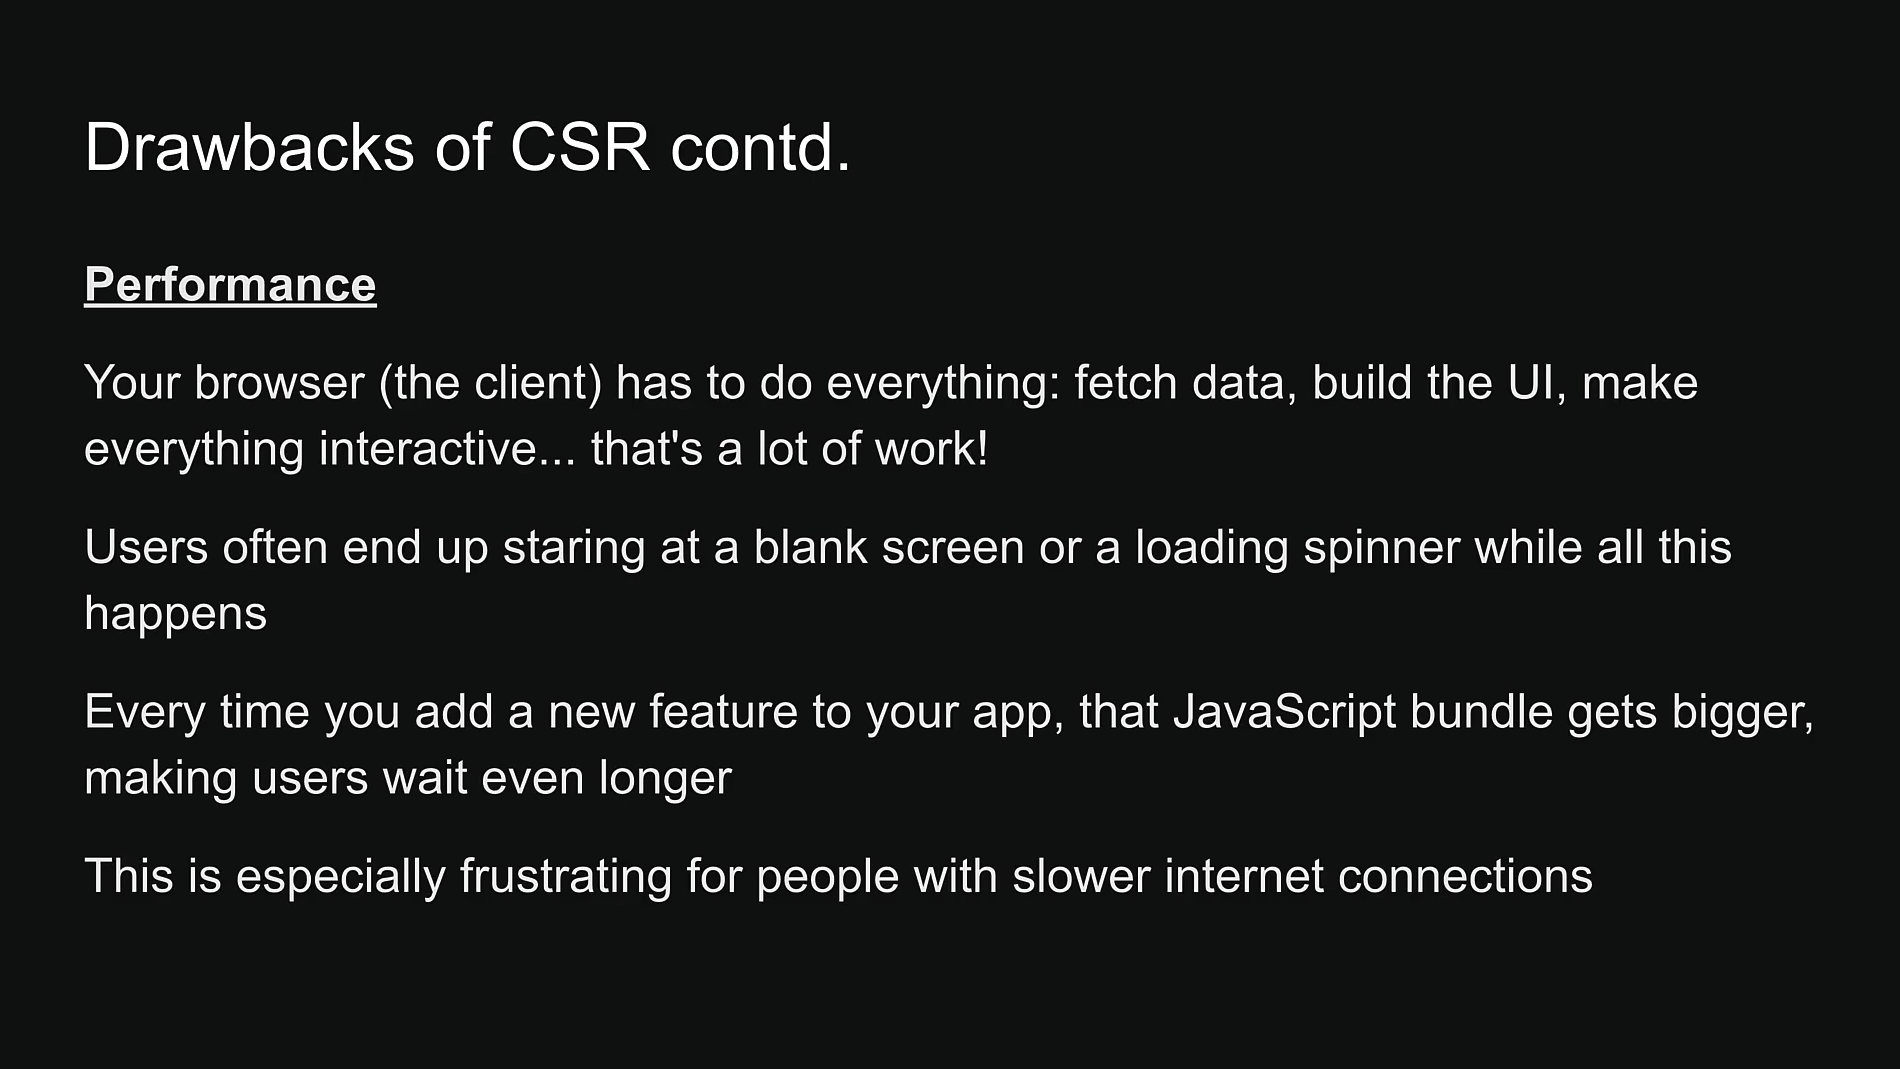 Drawbacks of CSR contd.
Performance
Your browser (the client) has to do everything: fetch data, build the UI, make
everything interactive... that's a lot of work!
Users often end up staring at a blank screen or a loading spinner while all this
happens
Every time you add a new feature to your app, that JavaScript bundle gets bigger,
making users wait even longer
This is especially frustrating for people with slower internet connections